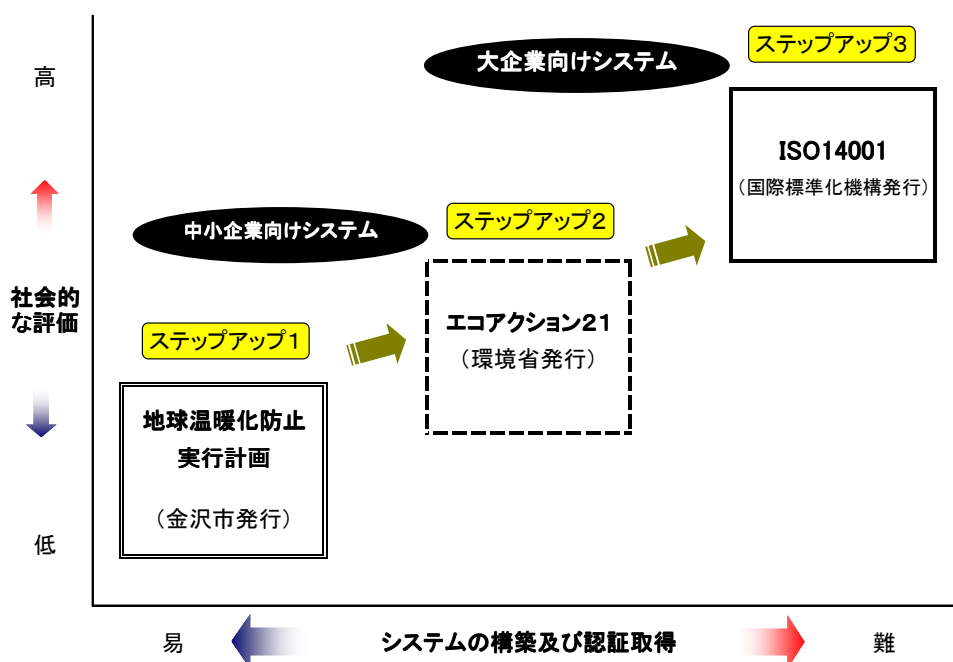 ステップアップ3
大企業向けシステム
高
ISO14001
(国際標準化機構発行)
ステップアップ2
中小企業向けシステム
社会的
な評価
エコアクション21
(環境省発行)
ステップアップ1
地球温暖化防止
実行計画
(金沢市発行)
低
易
システムの構築及び認証取得
難